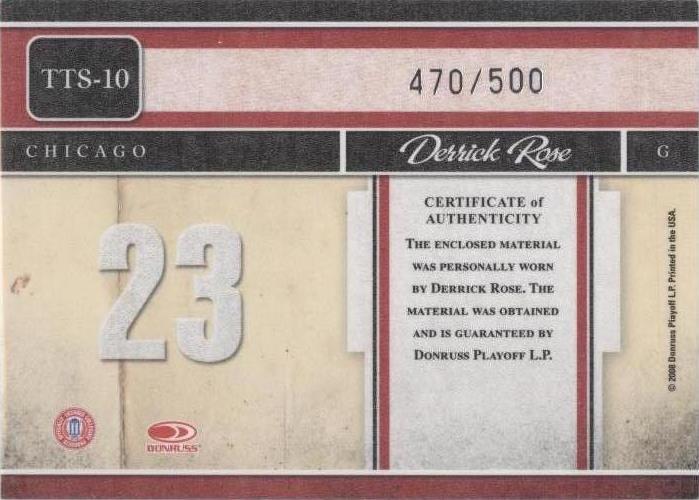 TTS-10
470/500
CHICAGO
Derrick Rose
G
23
CERTIFICATE of
AUTHENTICITY
THE ENCLOSED MATERIAL
WAS PERSONALLY WORN
BY DERRICK ROSE. THE
MATERIAL WAS OBTAINED
AND IS GUARANTEED BY
DONRUSS PLAYOFF L.P.
© 2008 Donruss Playoff L.P. Printed in the USA.
DONRUSS